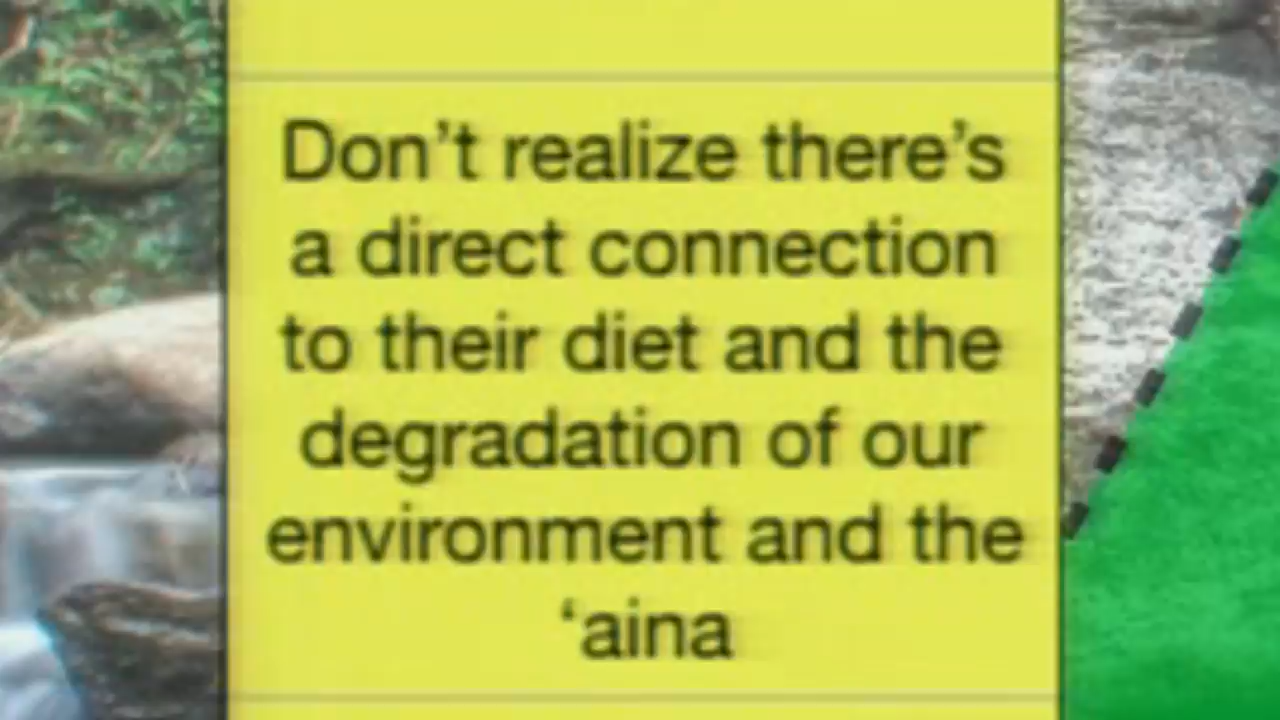 Don’t realize there’s
a direct connection
to their diet and the
degradation of our
environment and the
‘aina